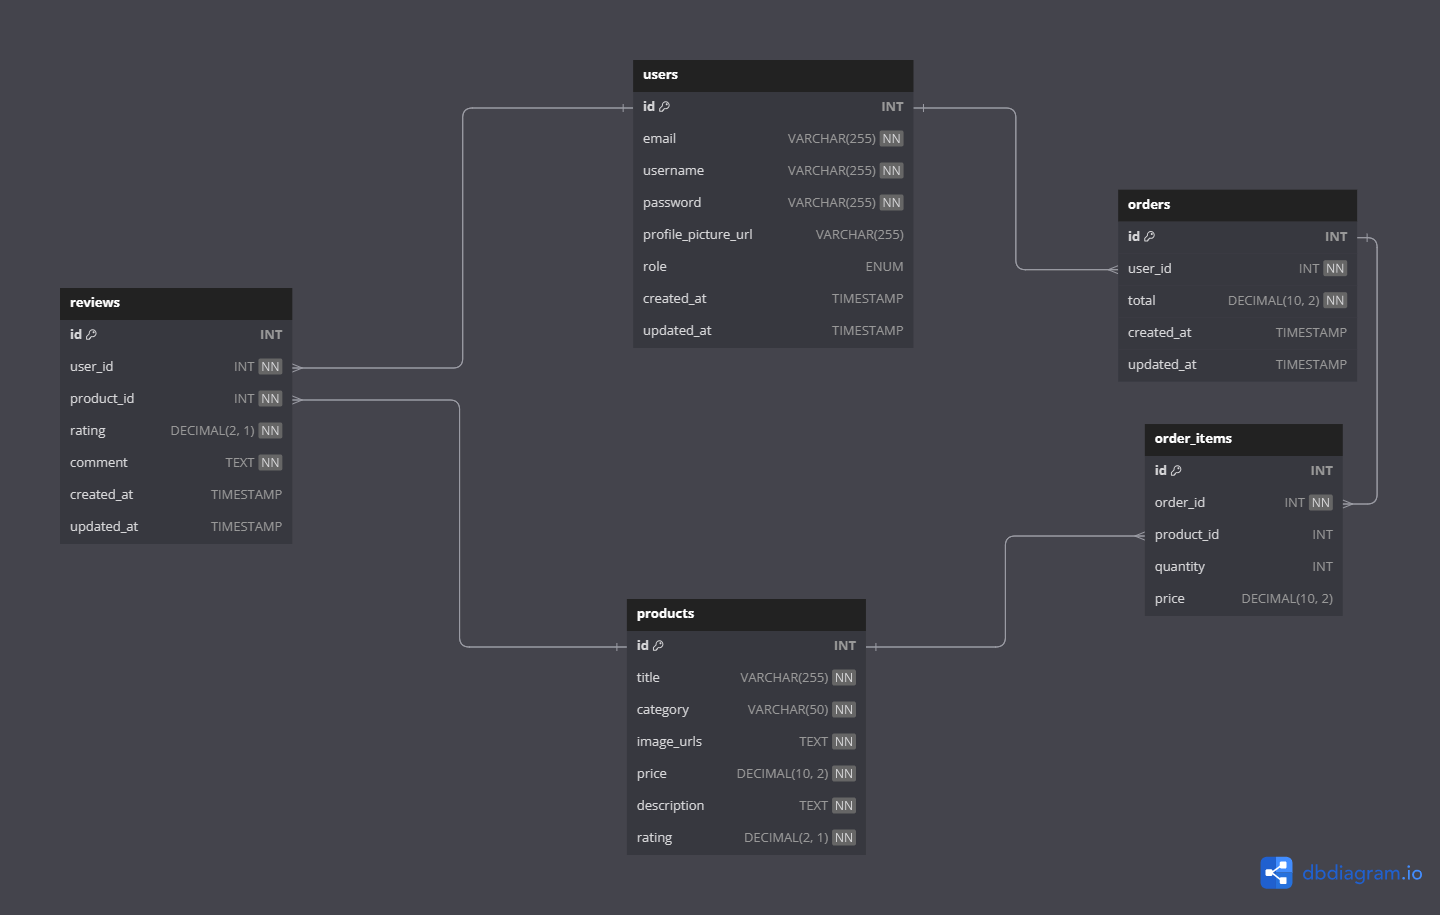 users
id INT
email VARCHAR(255) NN
username VARCHAR(255) NN
password VARCHAR(255) NN
profile_picture_url VARCHAR(255)
role ENUM
created_at TIMESTAMP
updated_at TIMESTAMP
orders
id INT
user_id INT NN
total DECIMAL(10, 2) NN
created_at TIMESTAMP
updated_at TIMESTAMP
reviews
id INT
user_id INT NN
product_id INT NN
rating DECIMAL(2, 1) NN
comment TEXT NN
created_at TIMESTAMP
updated_at TIMESTAMP
order_items
id INT
order_id INT NN
product_id INT
quantity INT
price DECIMAL(10, 2)
products
id INT
title VARCHAR(255) NN
category VARCHAR(50) NN
image_urls TEXT NN
price DECIMAL(10, 2) NN
description TEXT NN
rating DECIMAL(2, 1) NN
dbdiagram.io